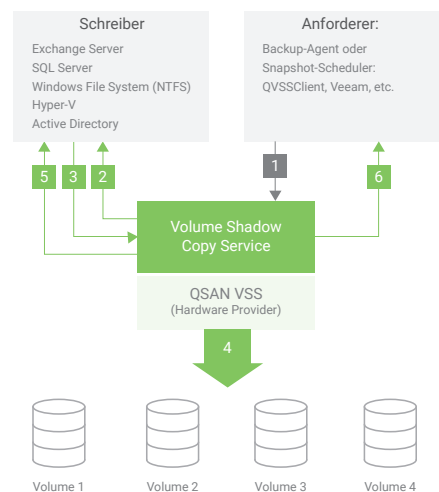 Schreiber
Exchange Server
SQL Server
Windows File System (NTFS)
Hyper-V
Active Directory
Anforderer:
Backup-Agent oder
Snapshot-Scheduler:
QVSSClient, Veeam, etc.
5
3
2
1
6
Volume Shadow
Copy Service
QSAN VSS
(Hardware Provider)
4
Volume 1
Volume 2
Volume 3
Volume 4